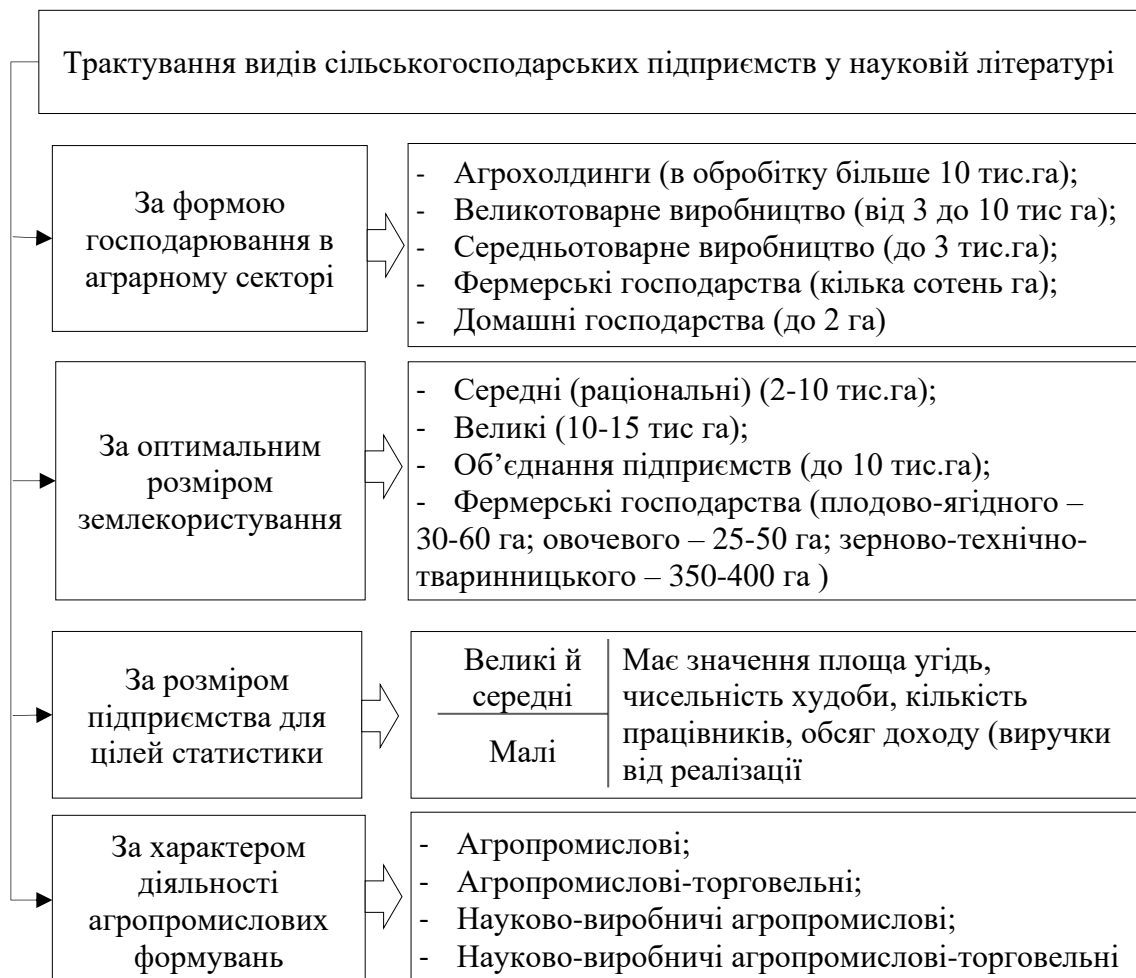 Трактування видів сільськогосподарських підприємств у науковій літературі
За формою
господарювання в
аграрному секторі
- Агрохолдинги (в обробітку більше 10 тис.га);
- Великотоварне виробництво (від 3 до 10 тис га);
- Середньотоварне виробництво (до 3 тис.га);
- Фермерські господарства (кілька сотень га);
- Домашні господарства (до 2 га)
За оптимальним
розміром
землекористування
- Середні (раціональні) (2-10 тис.га);
- Великі (10-15 тис га);
- Об’єднання підприємств (до 10 тис.га);
- Фермерські господарства (плодово-ягідного –
30-60 га; овочевого – 25-50 га; зерново-технічно-
тваринницького – 350-400 га )
За розміром
підприємства для
цілей статистики
Великі й
середні
Малі
Має значення площа угідь,
чисельність худоби, кількість
працівників, обсяг доходу (виручки
від реалізації
За характером
діяльності
агропромислових
формувань
- Агропромислові;
- Агропромислові-торговельні;
- Науково-виробничі агропромислові;
- Науково-виробничі агропромислові-торговельні